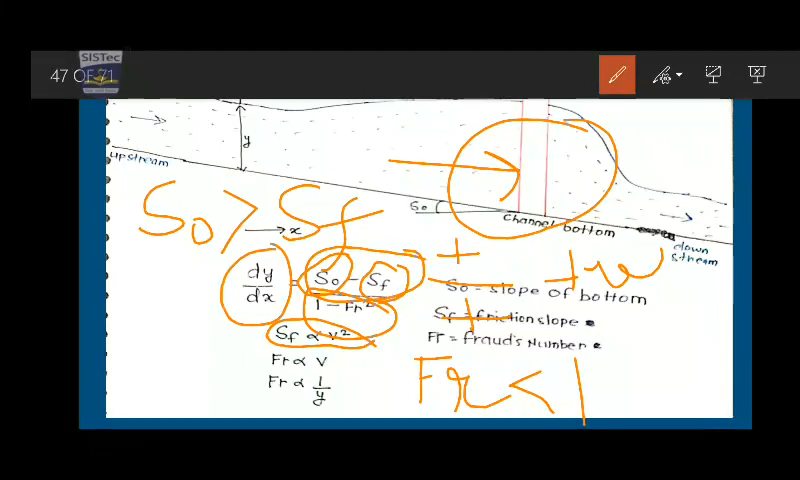 SISTec
47 OF 71
y
upstream
So
channel bottom
So > Sf
→ x
down
stream
+
+ve
dy/dx = So - Sf / 1 - Fr²
So = slope of bottom
+
Sf ∝ v²
Sf = friction slope
Fr ∝ v
Fr = fraud's Number
Fr ∝ 1/y
Fr < 1